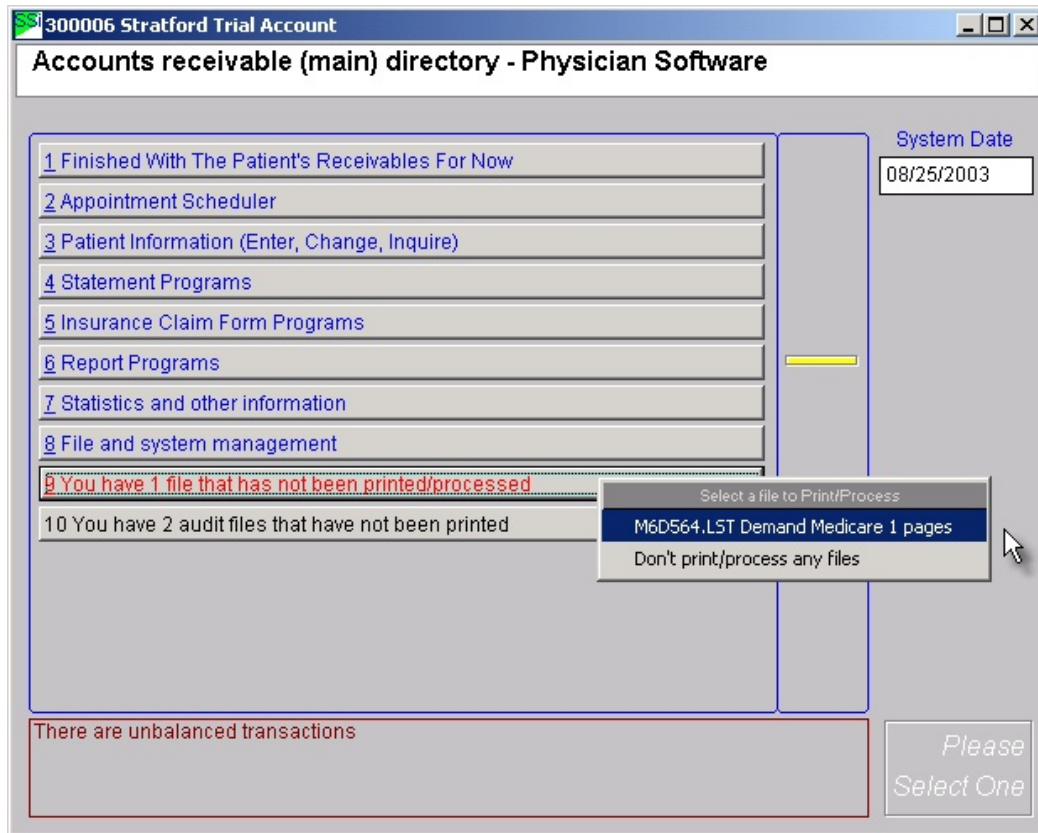 SSi 300006 Stratford Trial Account
Accounts receivable (main) directory - Physician Software
System Date
08/25/2003
1 Finished With The Patient's Receivables For Now
2 Appointment Scheduler
3 Patient Information (Enter, Change, Inquire)
4 Statement Programs
5 Insurance Claim Form Programs
6 Report Programs
7 Statistics and other information
8 File and system management
9 You have 1 file that has not been printed/processed
10 You have 2 audit files that have not been printed
Select a file to Print/Process
M6D564.LST Demand Medicare 1 pages
Don't print/process any files
There are unbalanced transactions
Please
Select One